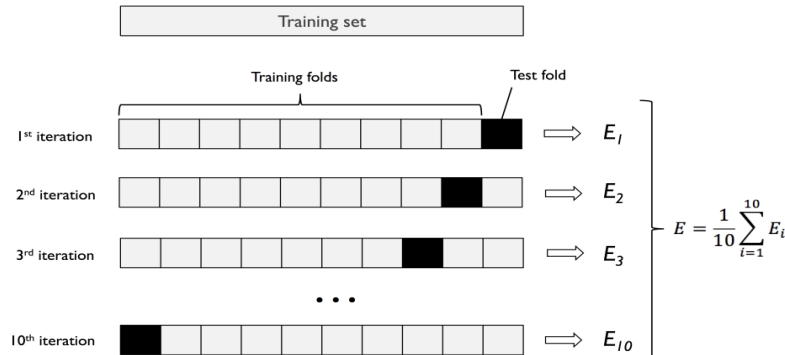 Training set
Training folds
Test fold
1st iteration
E1
2nd iteration
E2
3rd iteration
E3
E = 1/10 ∑_{i=1}^{10} Ei
• • •
10th iteration
E10